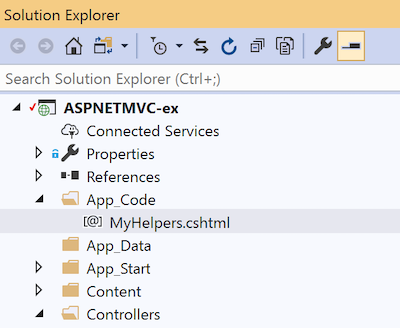 Solution Explorer
Search Solution Explorer (Ctrl+;)
ASPNETMVC-ex
Connected Services
Properties
References
App_Code
[@] MyHelpers.cshtml
App_Data
App_Start
Content
Controllers